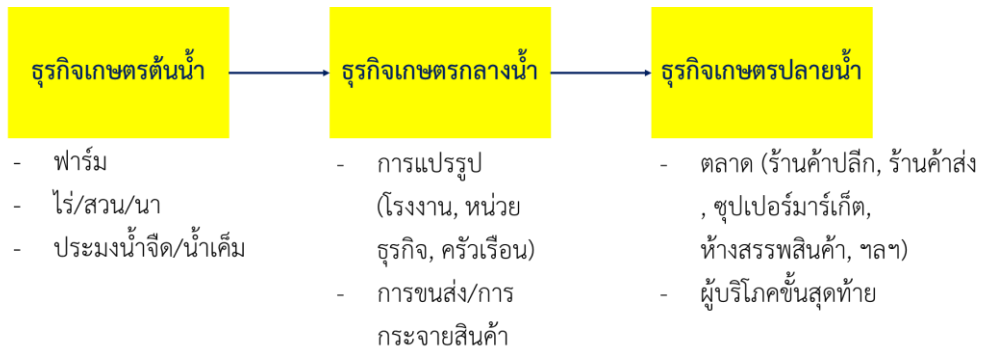 ธุรกิจเกษตรต้นน้ำ
ธุรกิจเกษตรกลางน้ำ
ธุรกิจเกษตรปลายน้ำ
- ฟาร์ม
- ไร่/สวน/นา
- ประมงน้ำจืด/น้ำเค็ม
- การแปรรูป
(โรงงาน, หน่วย
ธุรกิจ, ครัวเรือน)
- การขนส่ง/การ
กระจายสินค้า
- ตลาด (ร้านค้าปลีก, ร้านค้าส่ง
, ซุปเปอร์มาร์เก็ต,
ห้างสรรพสินค้า, ฯลฯ)
- ผู้บริโภคขั้นสุดท้าย